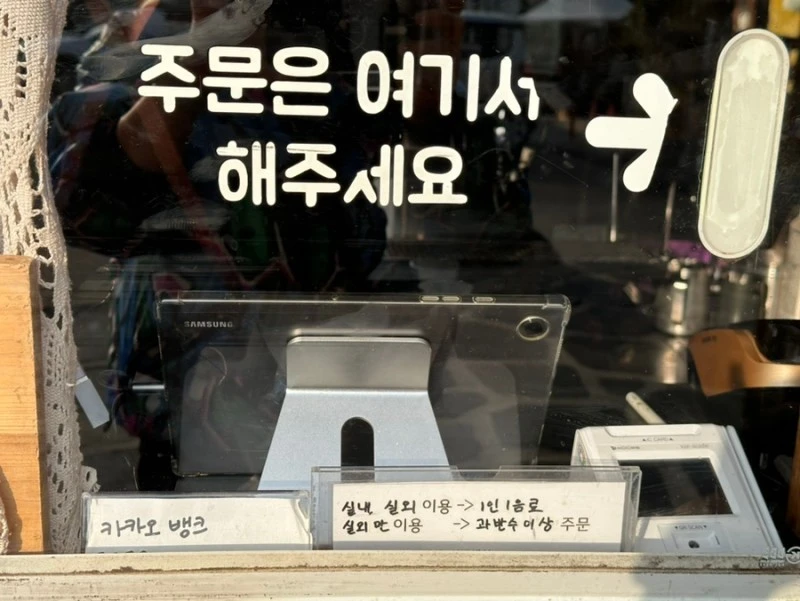 주문은 여기서
해주세요
SAMSUNG
카카오 뱅크
실내, 실외 이용 -> 1인 1음료
실외만 이용 -> 과반수 이상 주문
IC CARD